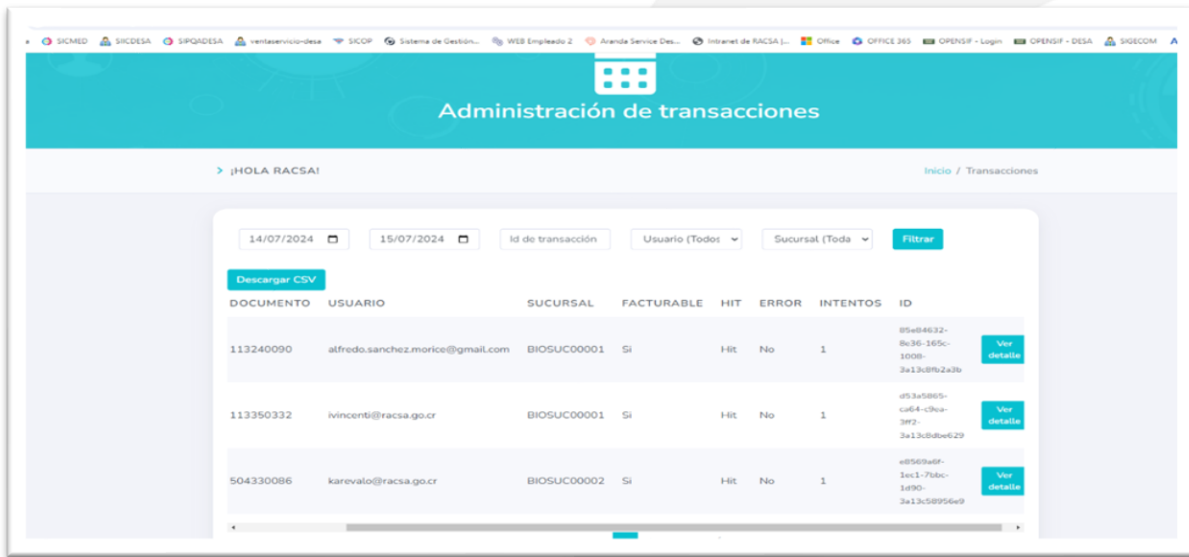 SICMED SIICDESA SIPQADESA ventaservicio-desa SICOP Sistema de Gestión... WEB Empleado 2 Aranda Service Des... Intranet de RACSA |... Office OFFICE 365 OPENSIF - Login OPENSIF - DESA SIGECOM
Administración de transacciones
> ¡HOLA RACSA! Inicio / Transacciones
14/07/2024 15/07/2024 Id de transacción Usuario (Todos Sucursal (Toda Filtrar
Descargar CSV
DOCUMENTO USUARIO SUCURSAL FACTURABLE HIT ERROR INTENTOS ID
113240090 alfredo.sanchez.morice@gmail.com BIOSUC00001 Si Hit No 1
85e84632-
8e36-165c-
1008-
3a13c8fb2a3b
Ver
detalle
113350332 ivincenti@racsa.go.cr BIOSUC00001 Si Hit No 1
d53a5865-
ca64-c9ea-
3ff2-
3a13c8dbe629
Ver
detalle
504330086 karevalo@racsa.go.cr BIOSUC00002 Si Hit No 1
e8569a6f-
1ec1-7bbc-
1d90-
3a13c58956e9
Ver
detalle